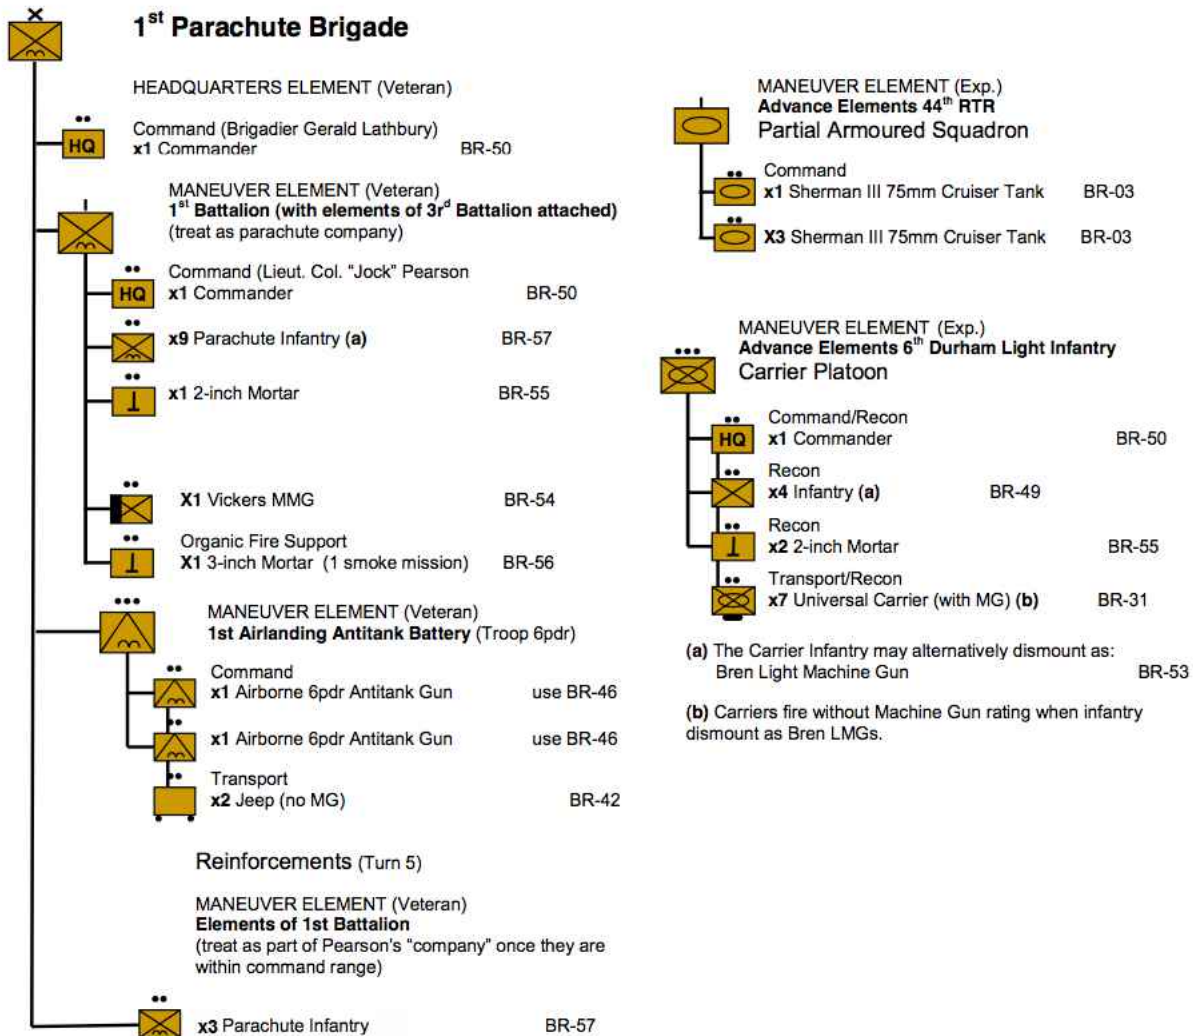 1st Parachute Brigade
HEADQUARTERS ELEMENT (Veteran)
HQ
Command (Brigadier Gerald Lathbury)
x1 Commander BR-50
MANEUVER ELEMENT (Veteran)
1st Battalion (with elements of 3rd Battalion attached)
(treat as parachute company)
HQ
Command (Lieut. Col. "Jock" Pearson
x1 Commander BR-50
x9 Parachute Infantry (a) BR-57
x1 2-inch Mortar BR-55
X1 Vickers MMG BR-54
Organic Fire Support
X1 3-inch Mortar (1 smoke mission) BR-56
MANEUVER ELEMENT (Veteran)
1st Airlanding Antitank Battery (Troop 6pdr)
Command
x1 Airborne 6pdr Antitank Gun use BR-46
x1 Airborne 6pdr Antitank Gun use BR-46
Transport
x2 Jeep (no MG) BR-42
Reinforcements (Turn 5)
MANEUVER ELEMENT (Veteran)
Elements of 1st Battalion
(treat as part of Pearson's "company" once they are
within command range)
x3 Parachute Infantry BR-57
MANEUVER ELEMENT (Exp.)
Advance Elements 44th RTR
Partial Armoured Squadron
Command
x1 Sherman III 75mm Cruiser Tank BR-03
X3 Sherman III 75mm Cruiser Tank BR-03
MANEUVER ELEMENT (Exp.)
Advance Elements 6th Durham Light Infantry
Carrier Platoon
HQ
Command/Recon
x1 Commander BR-50
Recon
x4 Infantry (a) BR-49
Recon
x2 2-inch Mortar BR-55
Transport/Recon
x7 Universal Carrier (with MG) (b) BR-31
(a) The Carrier Infantry may alternatively dismount as:
Bren Light Machine Gun BR-53
(b) Carriers fire without Machine Gun rating when infantry
dismount as Bren LMGs.